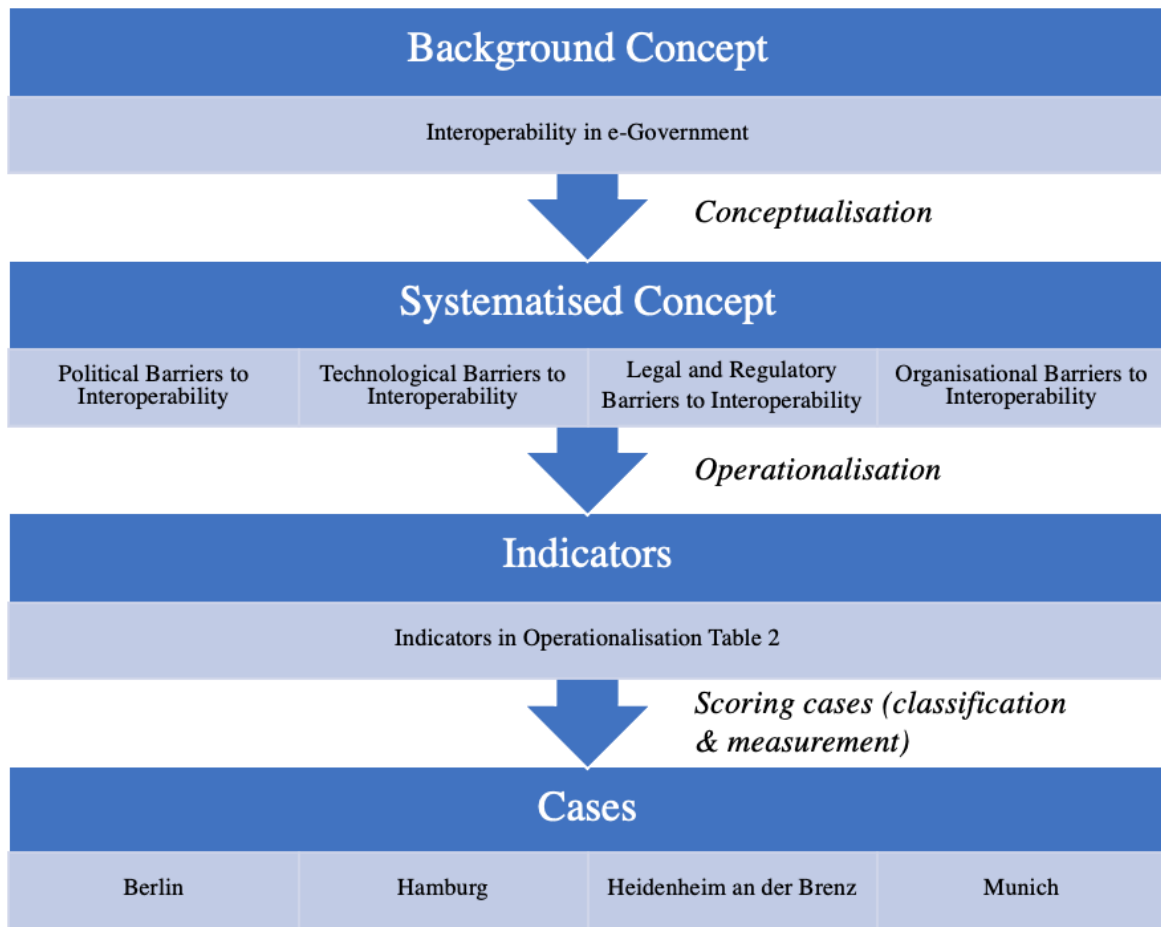 Background Concept
Interoperability in e-Government
Conceptualisation
Systematised Concept
Political Barriers to
Interoperability
Technological Barriers to
Interoperability
Legal and Regulatory
Barriers to Interoperability
Organisational Barriers to
Interoperability
Operationalisation
Indicators
Indicators in Operationalisation Table 2
Scoring cases (classification
& measurement)
Cases
Berlin
Hamburg
Heidenheim an der Brenz
Munich